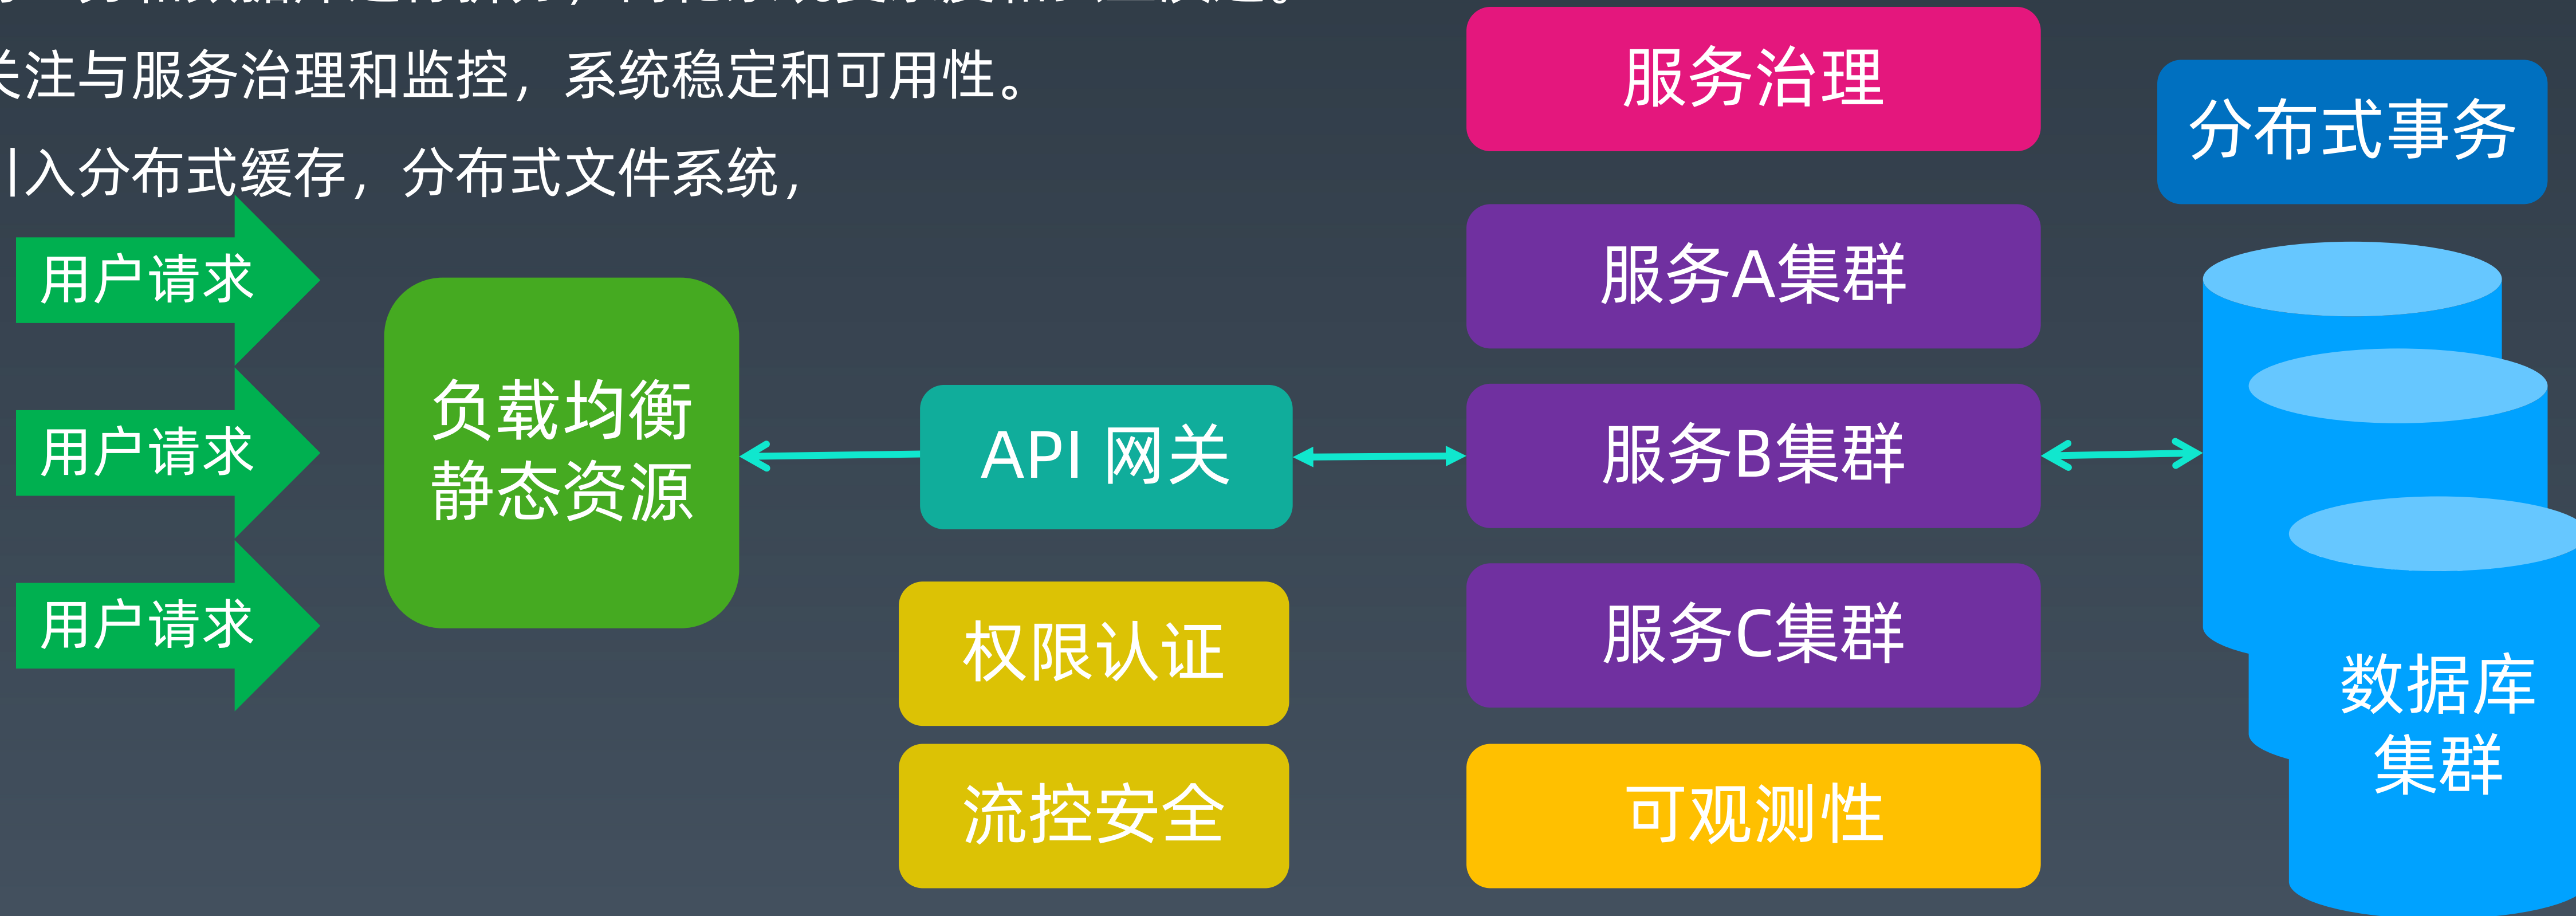 关注与服务治理和监控，系统稳定和可用性。
引入分布式缓存，分布式文件系统，
用户请求
用户请求
用户请求
负载均衡
静态资源
API 网关
权限认证
流控安全
服务治理
服务A集群
服务B集群
服务C集群
可观测性
分布式事务
数据库
集群